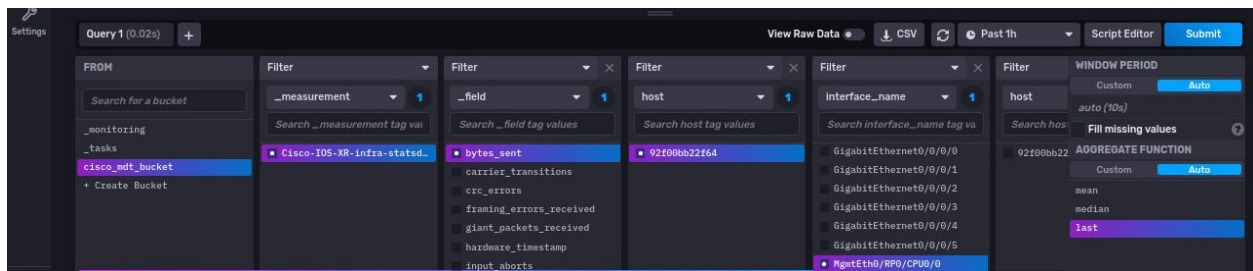 Settings
Query 1 (0.02s) +
View Raw Data
CSV
Past 1h
Script Editor
Submit
FROM
Search for a bucket
_monitoring
_tasks
cisco_mdt_bucket
+ Create Bucket
Filter
_measurement 1
Search _measurement tag val
Cisco-IOS-XR-infra-statsd…
Filter
_field 1
Search _field tag values
bytes_sent
carrier_transitions
crc_errors
framing_errors_received
giant_packets_received
hardware_timestamp
input_aborts
Filter
host 1
Search host tag values
92f00bb22f64
Filter
interface_name 1
Search interface_name tag va
GigabitEthernet0/0/0/0
GigabitEthernet0/0/0/1
GigabitEthernet0/0/0/2
GigabitEthernet0/0/0/3
GigabitEthernet0/0/0/4
GigabitEthernet0/0/0/5
MgmtEth0/RP0/CPU0/0
Filter
host
Search hos
92f00bb22
WINDOW PERIOD
Custom Auto
auto (10s)
Fill missing values ?
AGGREGATE FUNCTION
Custom Auto
mean
median
last